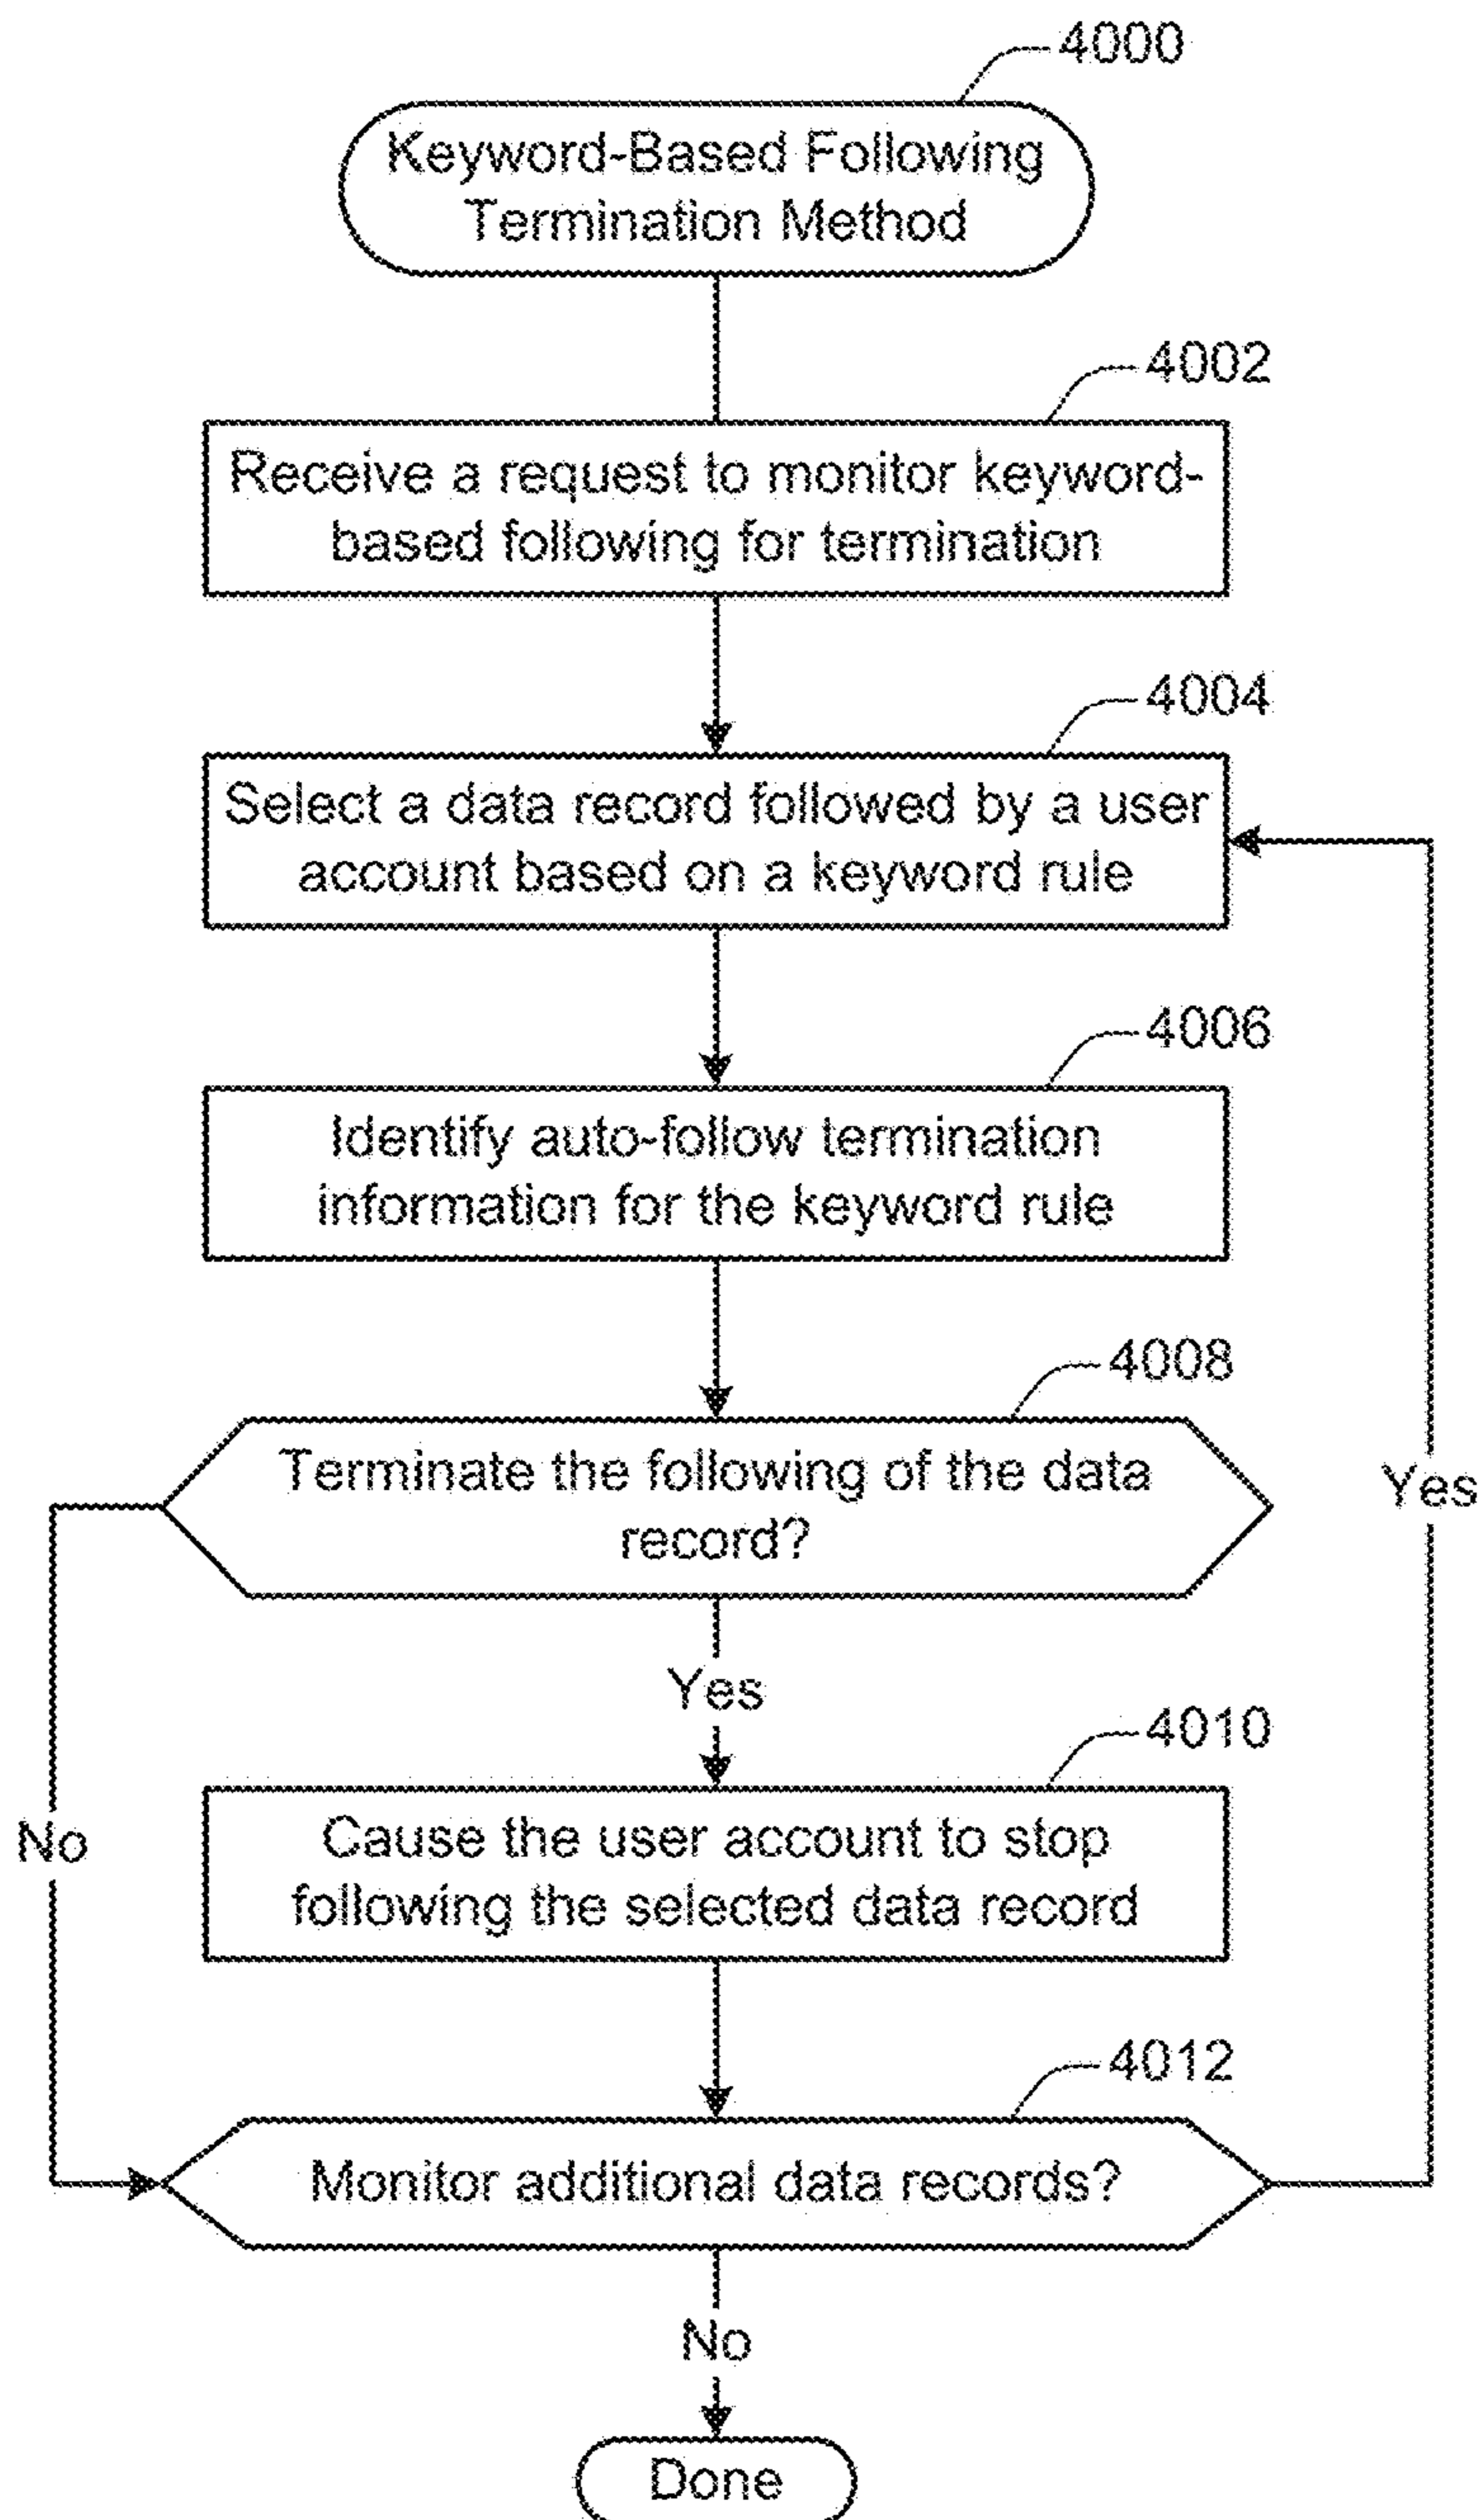 4000
Keyword-Based Following
Termination Method
4002
Receive a request to monitor keyword-
based following for termination
4004
Select a data record followed by a user
account based on a keyword rule
4006
Identify auto-follow termination
information for the keyword rule
4008
Terminate the following of the data
record?
Yes
Yes
4010
Cause the user account to stop
following the selected data record
No
4012
Monitor additional data records?
No
Done